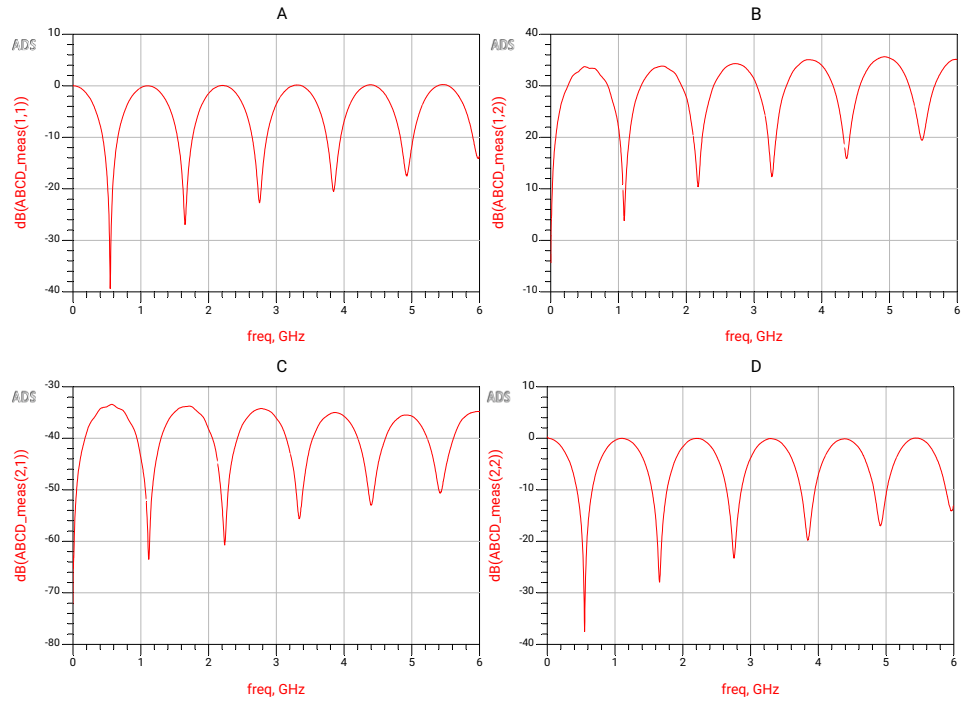 A
ADS
10
0
-10
-20
-30
-40
dB(ABCD_meas(1,1))
0 1 2 3 4 5 6
freq, GHz
B
ADS
40
30
20
10
0
-10
dB(ABCD_meas(1,2))
0 1 2 3 4 5 6
freq, GHz
C
ADS
-30
-40
-50
-60
-70
-80
dB(ABCD_meas(2,1))
0 1 2 3 4 5 6
freq, GHz
D
ADS
10
0
-10
-20
-30
-40
dB(ABCD_meas(2,2))
0 1 2 3 4 5 6
freq, GHz